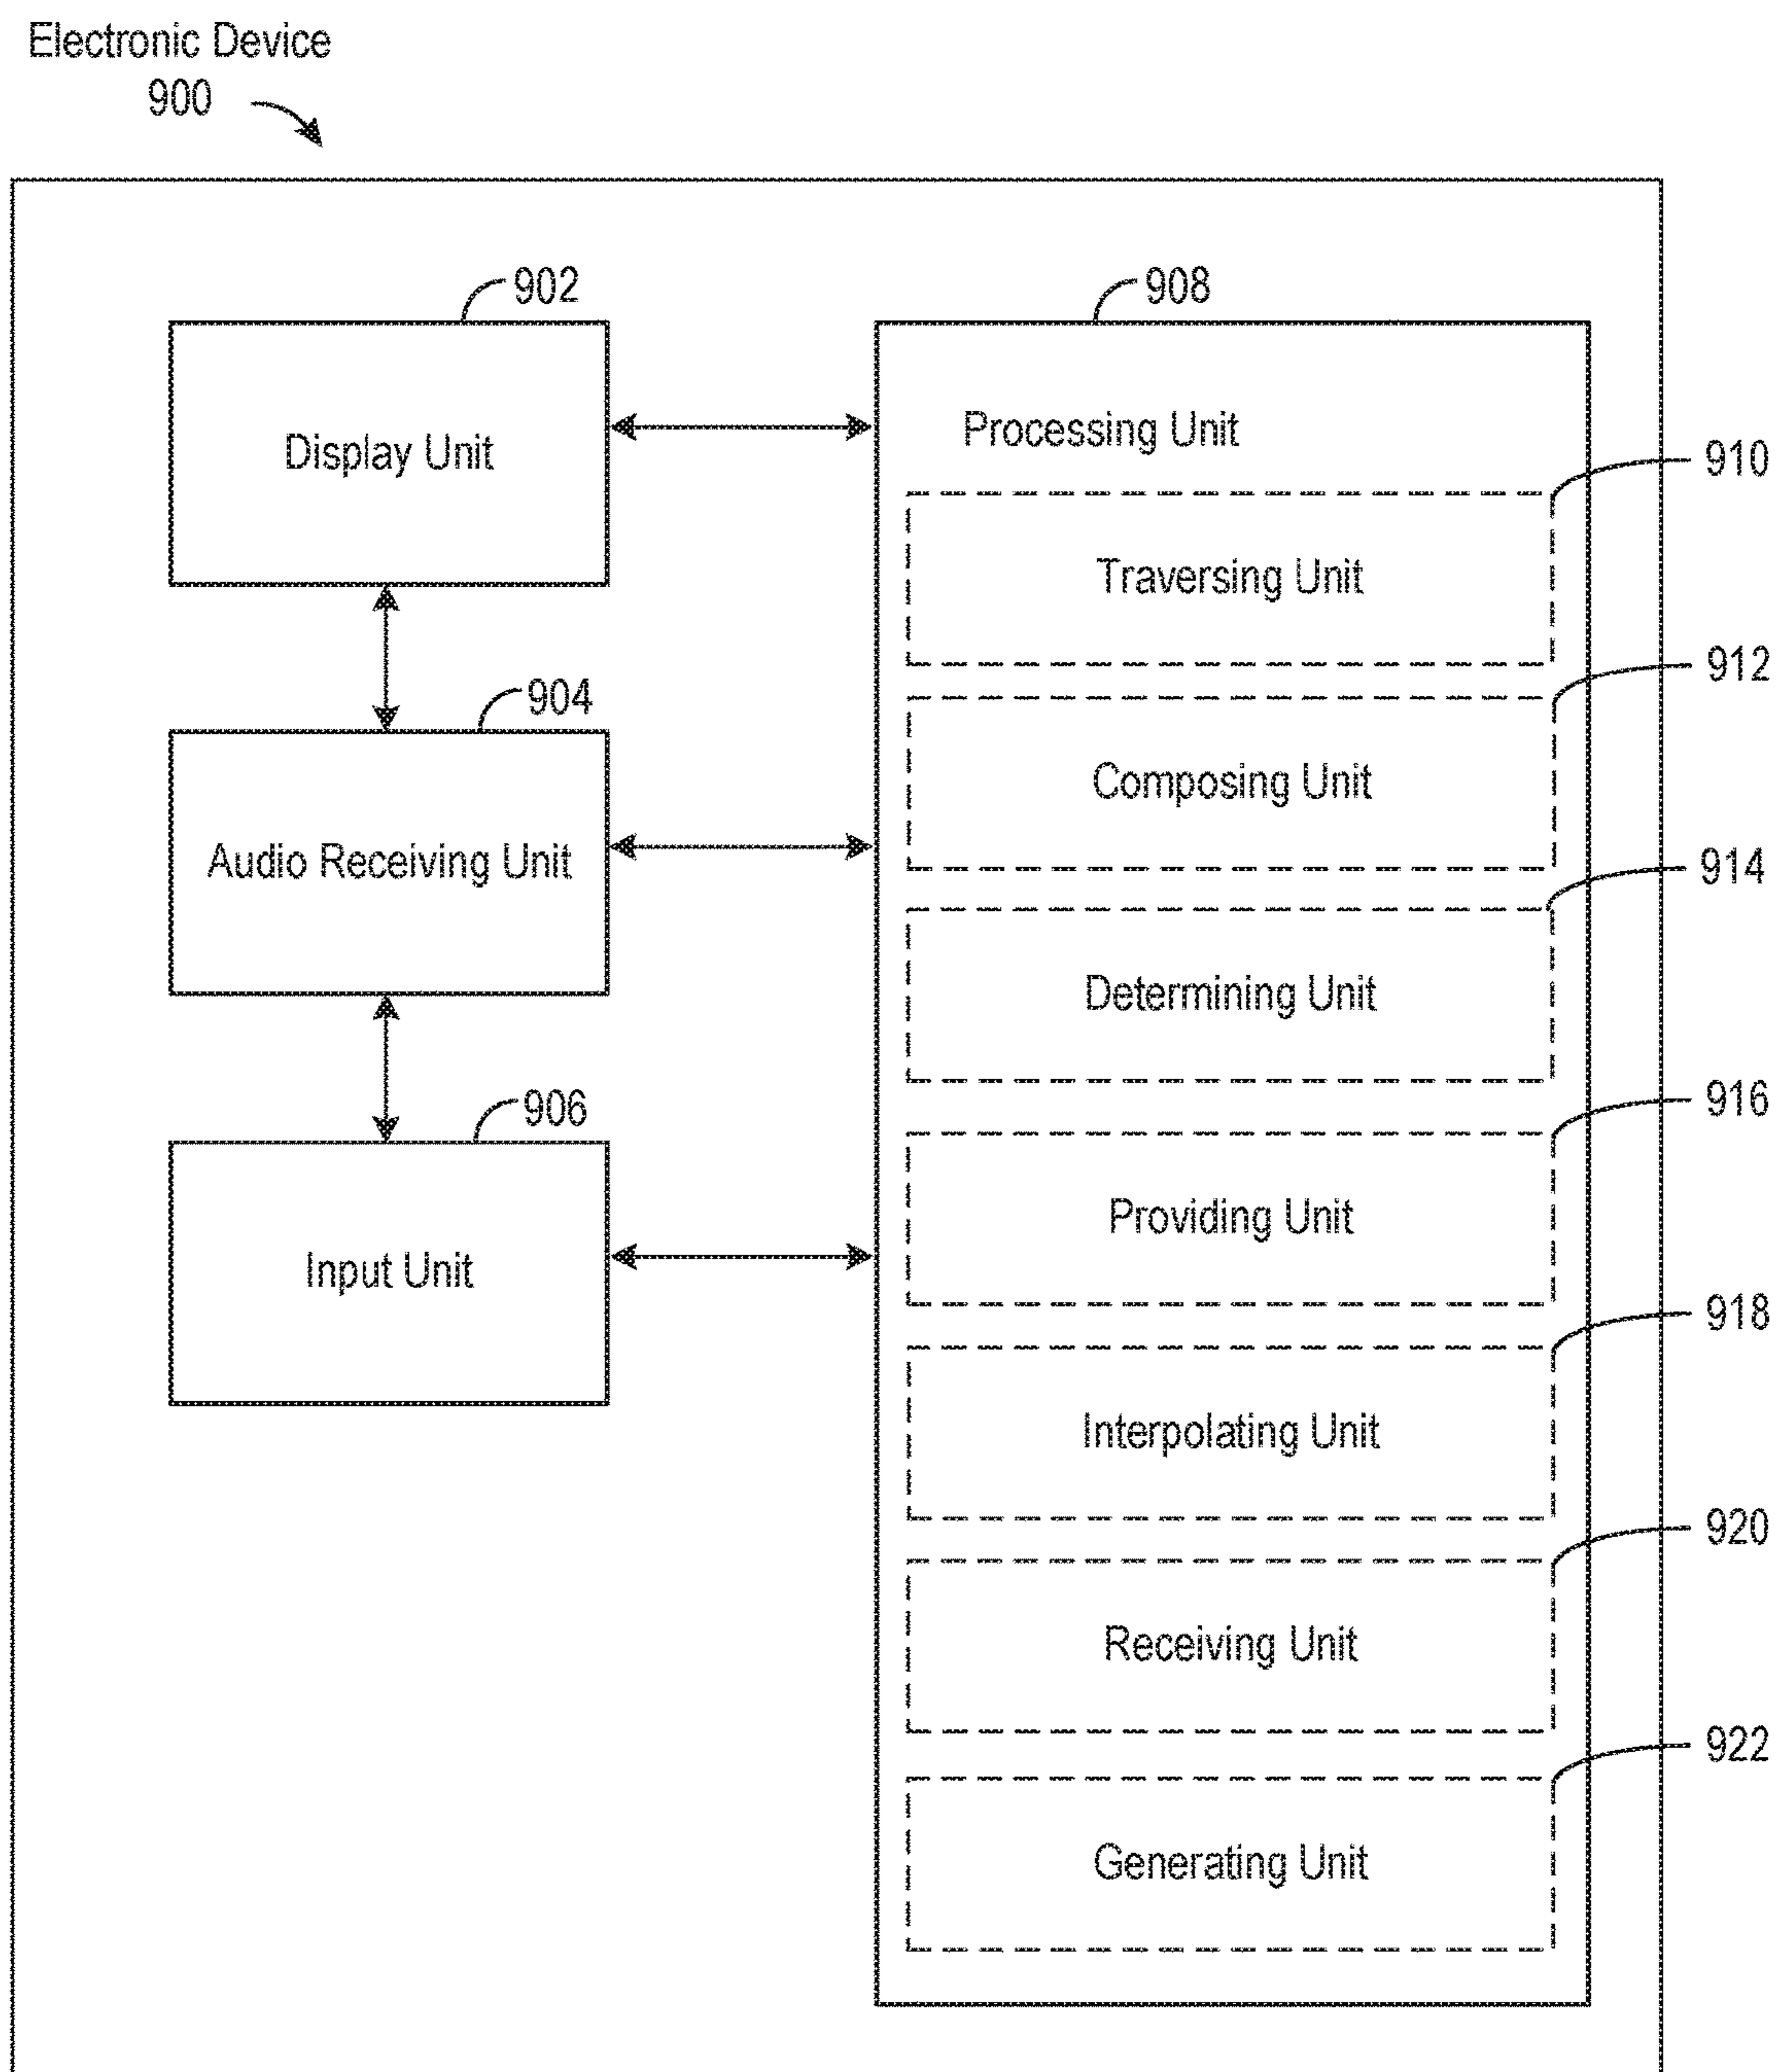 Electronic Device
900
902
Display Unit
904
Audio Receiving Unit
906
Input Unit
908
Processing Unit
910
Traversing Unit
912
Composing Unit
914
Determining Unit
916
Providing Unit
918
Interpolating Unit
920
Receiving Unit
922
Generating Unit